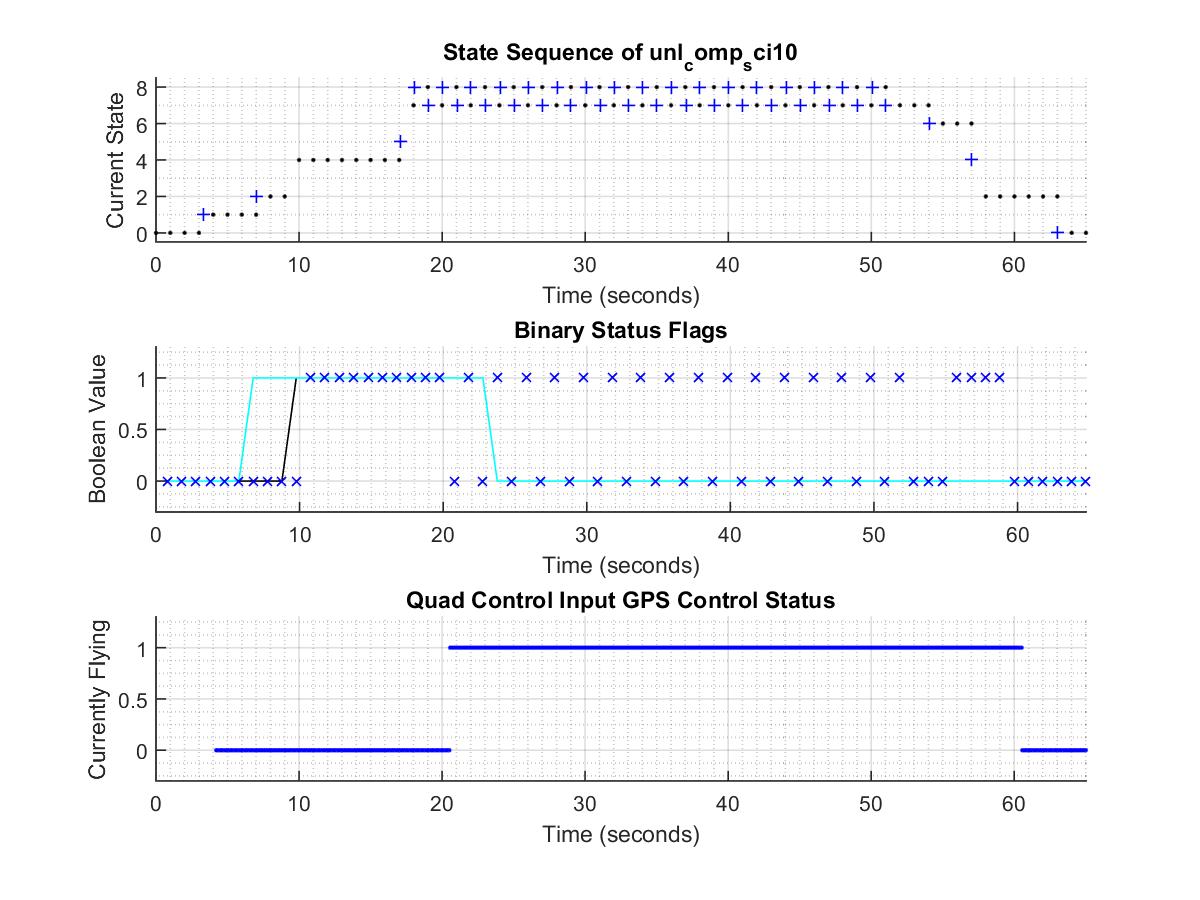 State Sequence of unlcompsci10
8
6
4
2
0
Current State
0 10 20 30 40 50 60
Time (seconds)
Binary Status Flags
1
0.5
0
Boolean Value
0 10 20 30 40 50 60
Time (seconds)
Quad Control Input GPS Control Status
1
0.5
0
Currently Flying
0 10 20 30 40 50 60
Time (seconds)